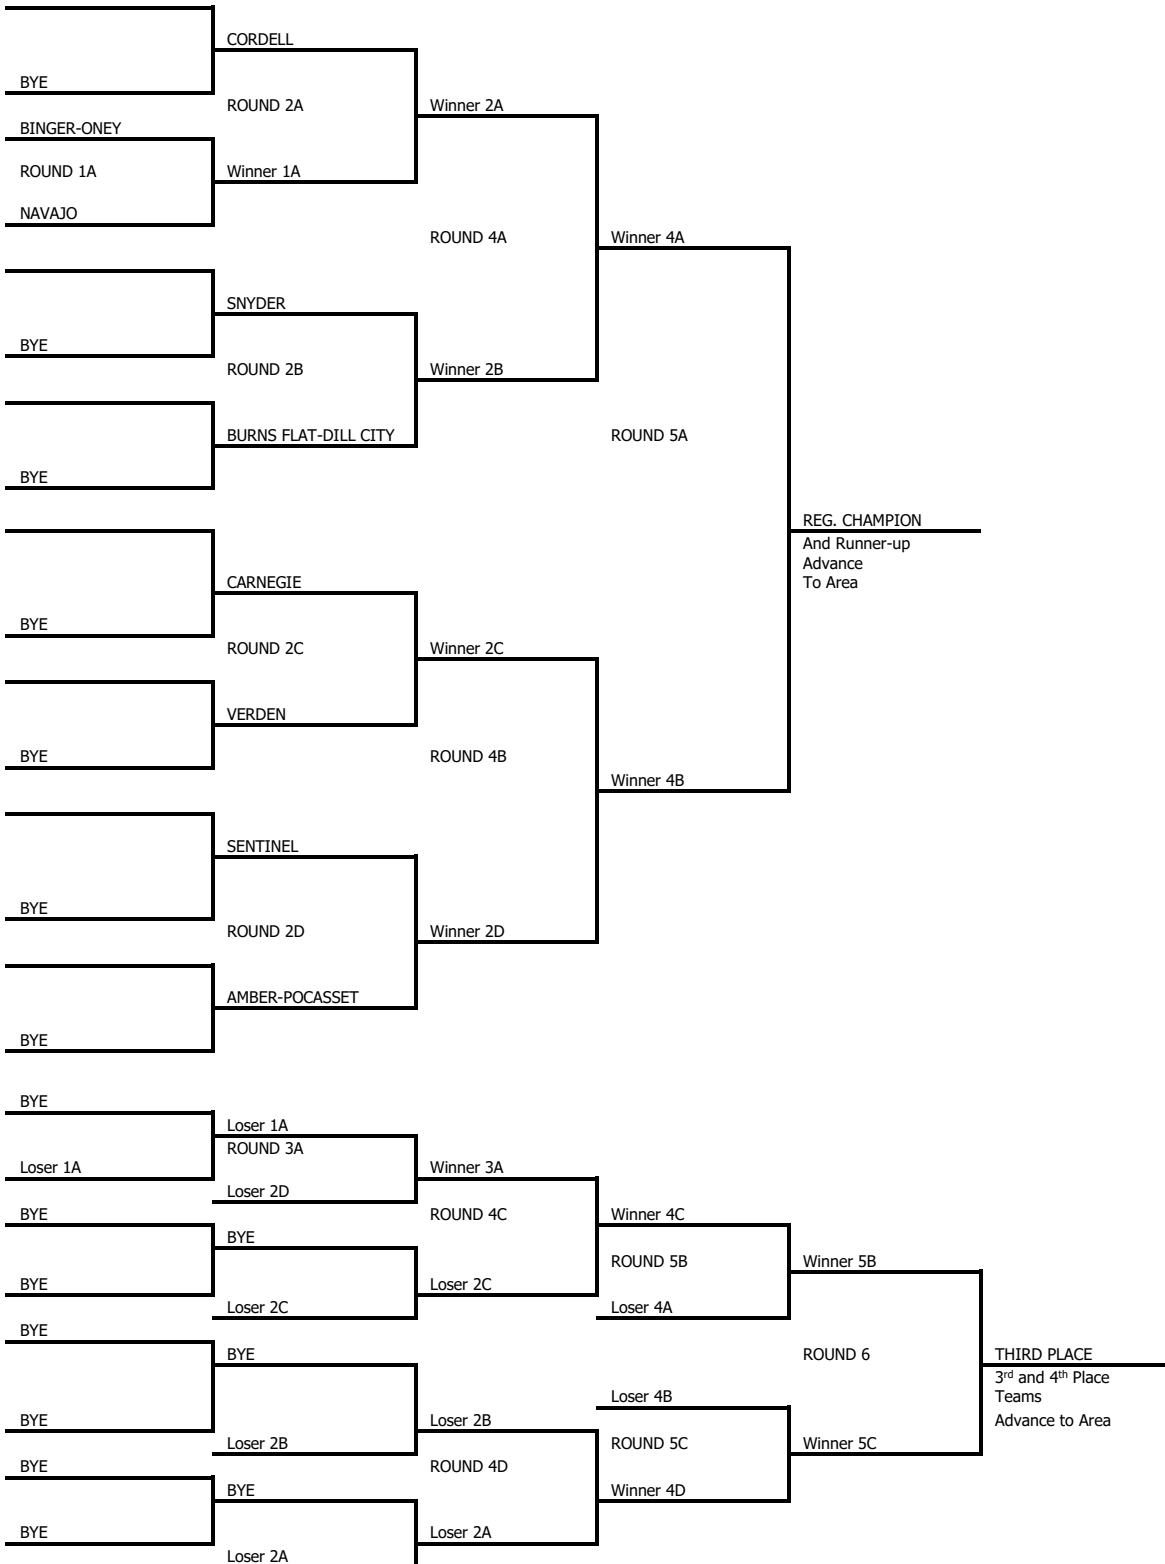 CORDELL
BYE
ROUND 2A
Winner 2A
BINGER-ONEY
ROUND 1A
Winner 1A
NAVAJO
ROUND 4A
Winner 4A
SNYDER
BYE
ROUND 2B
Winner 2B
BURNS FLAT-DILL CITY
ROUND 5A
BYE
REG. CHAMPION
And Runner-up
Advance
To Area
CARNEGIE
BYE
ROUND 2C
Winner 2C
VERDEN
BYE
ROUND 4B
Winner 4B
SENTINEL
BYE
ROUND 2D
Winner 2D
AMBER-POCASSET
BYE
BYE
Loser 1A
ROUND 3A
Loser 1A
Winner 3A
Loser 2D
BYE
ROUND 4C
Winner 4C
BYE
ROUND 5B
Winner 5B
BYE
Loser 2C
Loser 2C
Loser 4A
BYE
BYE
ROUND 6
THIRD PLACE
3rd and 4th Place
Teams
Advance to Area
Loser 4B
BYE
Loser 2B
Loser 2B
ROUND 5C
Winner 5C
BYE
ROUND 4D
BYE
Winner 4D
BYE
Loser 2A
Loser 2A